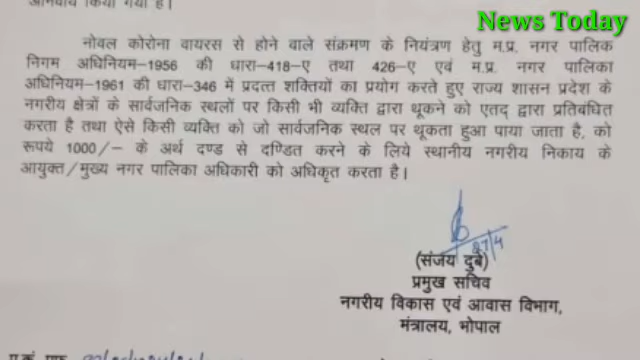 News Today
नोवल कोरोना वायरस से होने वाले संक्रमण के नियंत्रण हेतु म.प्र. नगर पालिक
निगम अधिनियम-1956 की धारा-418-ए तथा 426-ए एवं म.प्र. नगर पालिका
अधिनियम-1961 की धारा-346 में प्रदत्त शक्तियों का प्रयोग करते हुए राज्य शासन प्रदेश के
नगरीय क्षेत्रों के सार्वजनिक स्थलों पर किसी भी व्यक्ति द्वारा थूकने को एतद् द्वारा प्रतिबंधित
करता है तथा ऐसे किसी व्यक्ति को जो सार्वजनिक स्थल पर थूकता हुआ पाया जाता है, को
रूपये 1000/- के अर्थ दण्ड से दण्डित करने के लिये स्थानीय नगरीय निकाय के
आयुक्त/मुख्य नगर पालिका अधिकारी को अधिकृत करता है।
27/4
(संजय दुबे)
प्रमुख सचिव
नगरीय विकास एवं आवास विभाग,
मंत्रालय, भोपाल